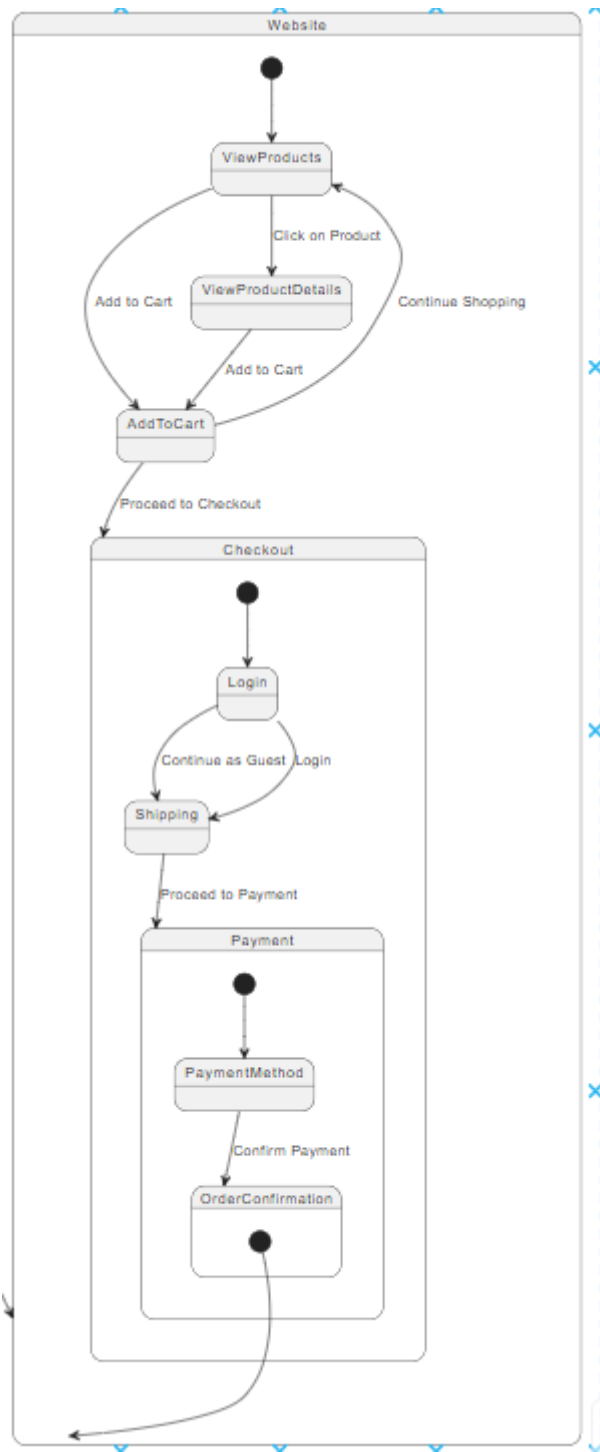 Website
ViewProducts
Click on Product
ViewProductDetails
Add to Cart
Continue Shopping
Add to Cart
AddToCart
Proceed to Checkout
Checkout
Login
Continue as Guest
Login
Shipping
Proceed to Payment
Payment
PaymentMethod
Confirm Payment
OrderConfirmation